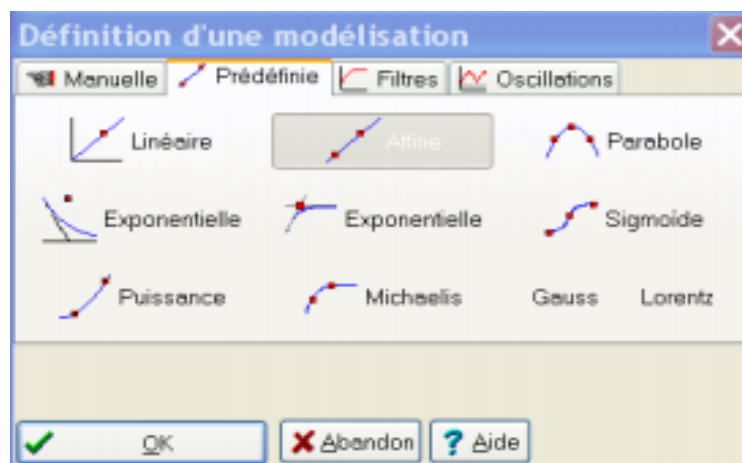 Définition d'une modélisation
Manuelle Prédéfinie Filtres Oscillations
Linéaire Affine Parabole
Exponentielle Exponentielle Sigmoide
Puissance Michaelis Gauss Lorentz
OK Abandon Aide